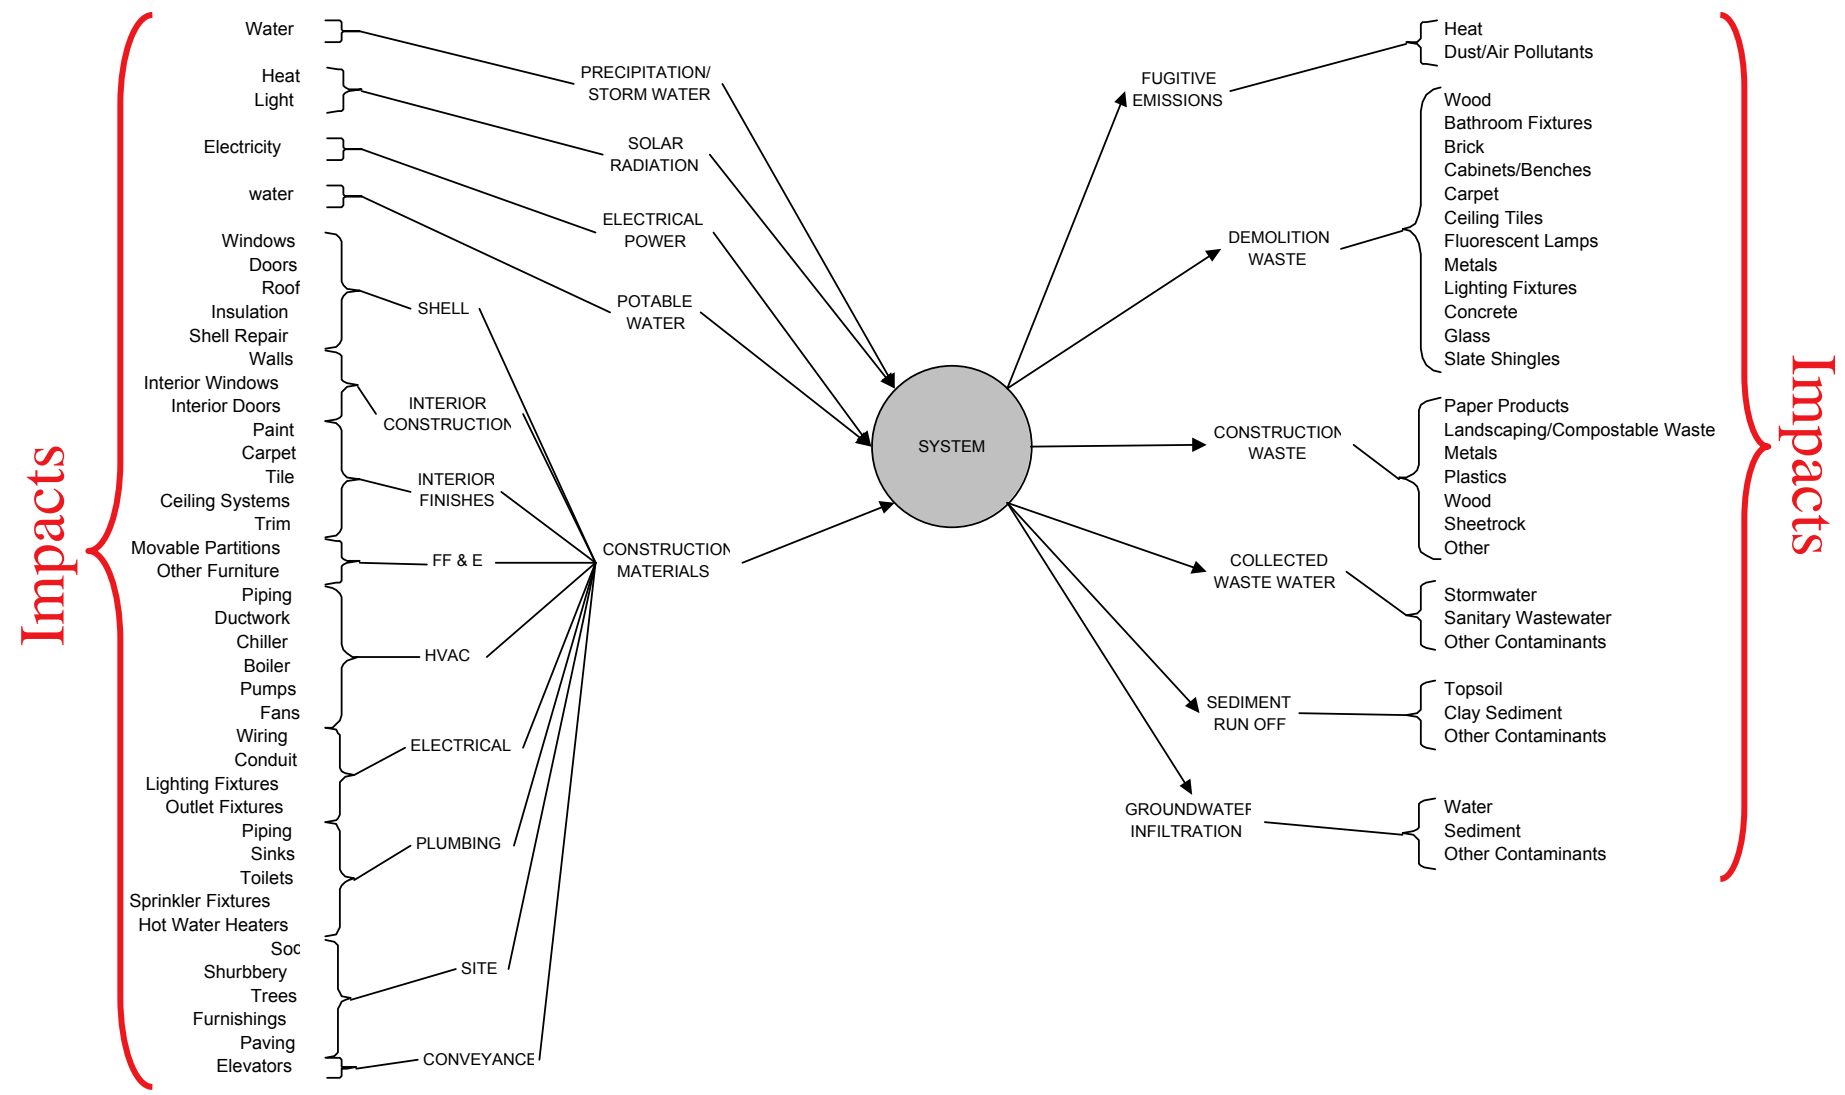 Impacts
Water
Heat
Light
Electricity
water
Windows
Doors
Roof
Insulation
Shell Repair
Walls
Interior Windows
Interior Doors
Paint
Carpet
Tile
Ceiling Systems
Trim
Movable Partitions
Other Furniture
Piping
Ductwork
Chiller
Boiler
Pumps
Fans
Wiring
Conduit
Lighting Fixtures
Outlet Fixtures
Piping
Sinks
Toilets
Sprinkler Fixtures
Hot Water Heaters
Sod
Shurbbery
Trees
Furnishings
Paving
Elevators
SHELL
INTERIOR
CONSTRUCTION
INTERIOR
FINISHES
FF & E
HVAC
ELECTRICAL
PLUMBING
SITE
CONVEYANCE
PRECIPITATION/
STORM WATER
SOLAR
RADIATION
ELECTRICAL
POWER
POTABLE
WATER
CONSTRUCTION
MATERIALS
SYSTEM
FUGITIVE
EMISSIONS
DEMOLITION
WASTE
CONSTRUCTION
WASTE
COLLECTED
WASTE WATER
SEDIMENT
RUN OFF
GROUNDWATER
INFILTRATION
Heat
Dust/Air Pollutants
Wood
Bathroom Fixtures
Brick
Cabinets/Benches
Carpet
Ceiling Tiles
Fluorescent Lamps
Metals
Lighting Fixtures
Concrete
Glass
Slate Shingles
Paper Products
Landscaping/Compostable Waste
Metals
Plastics
Wood
Sheetrock
Other
Stormwater
Sanitary Wastewater
Other Contaminants
Topsoil
Clay Sediment
Other Contaminants
Water
Sediment
Other Contaminants
Impacts